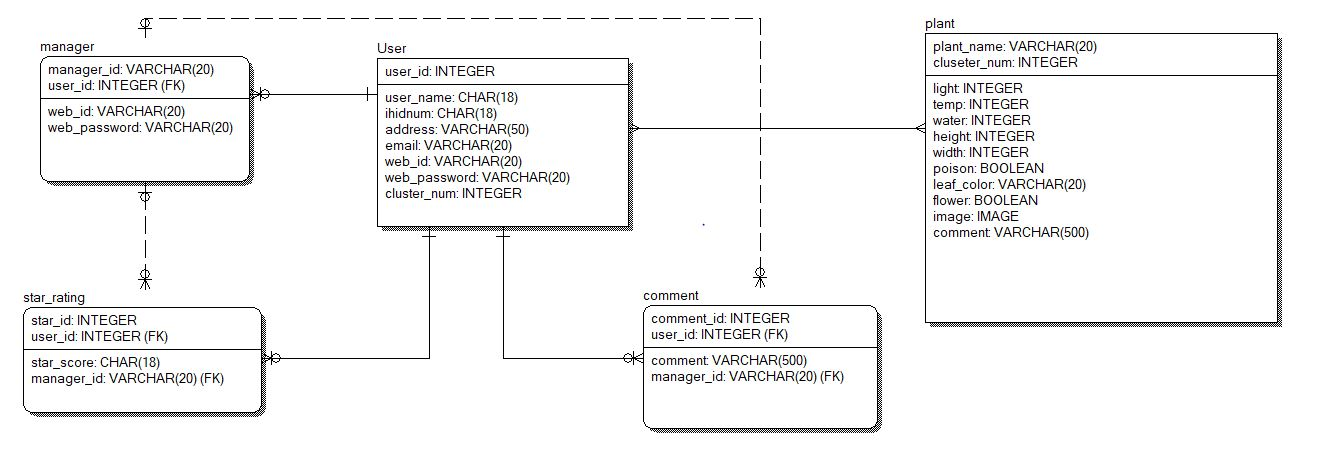 manager
manager_id: VARCHAR(20)
user_id: INTEGER (FK)
web_id: VARCHAR(20)
web_password: VARCHAR(20)
User
user_id: INTEGER
user_name: CHAR(18)
ihidnum: CHAR(18)
address: VARCHAR(50)
email: VARCHAR(20)
web_id: VARCHAR(20)
web_password: VARCHAR(20)
cluster_num: INTEGER
plant
plant_name: VARCHAR(20)
cluseter_num: INTEGER
light: INTEGER
temp: INTEGER
water: INTEGER
height: INTEGER
width: INTEGER
poison: BOOLEAN
leaf_color: VARCHAR(20)
flower: BOOLEAN
image: IMAGE
comment: VARCHAR(500)
star_rating
star_id: INTEGER
user_id: INTEGER (FK)
star_score: CHAR(18)
manager_id: VARCHAR(20) (FK)
comment
comment_id: INTEGER
user_id: INTEGER (FK)
comment: VARCHAR(500)
manager_id: VARCHAR(20) (FK)